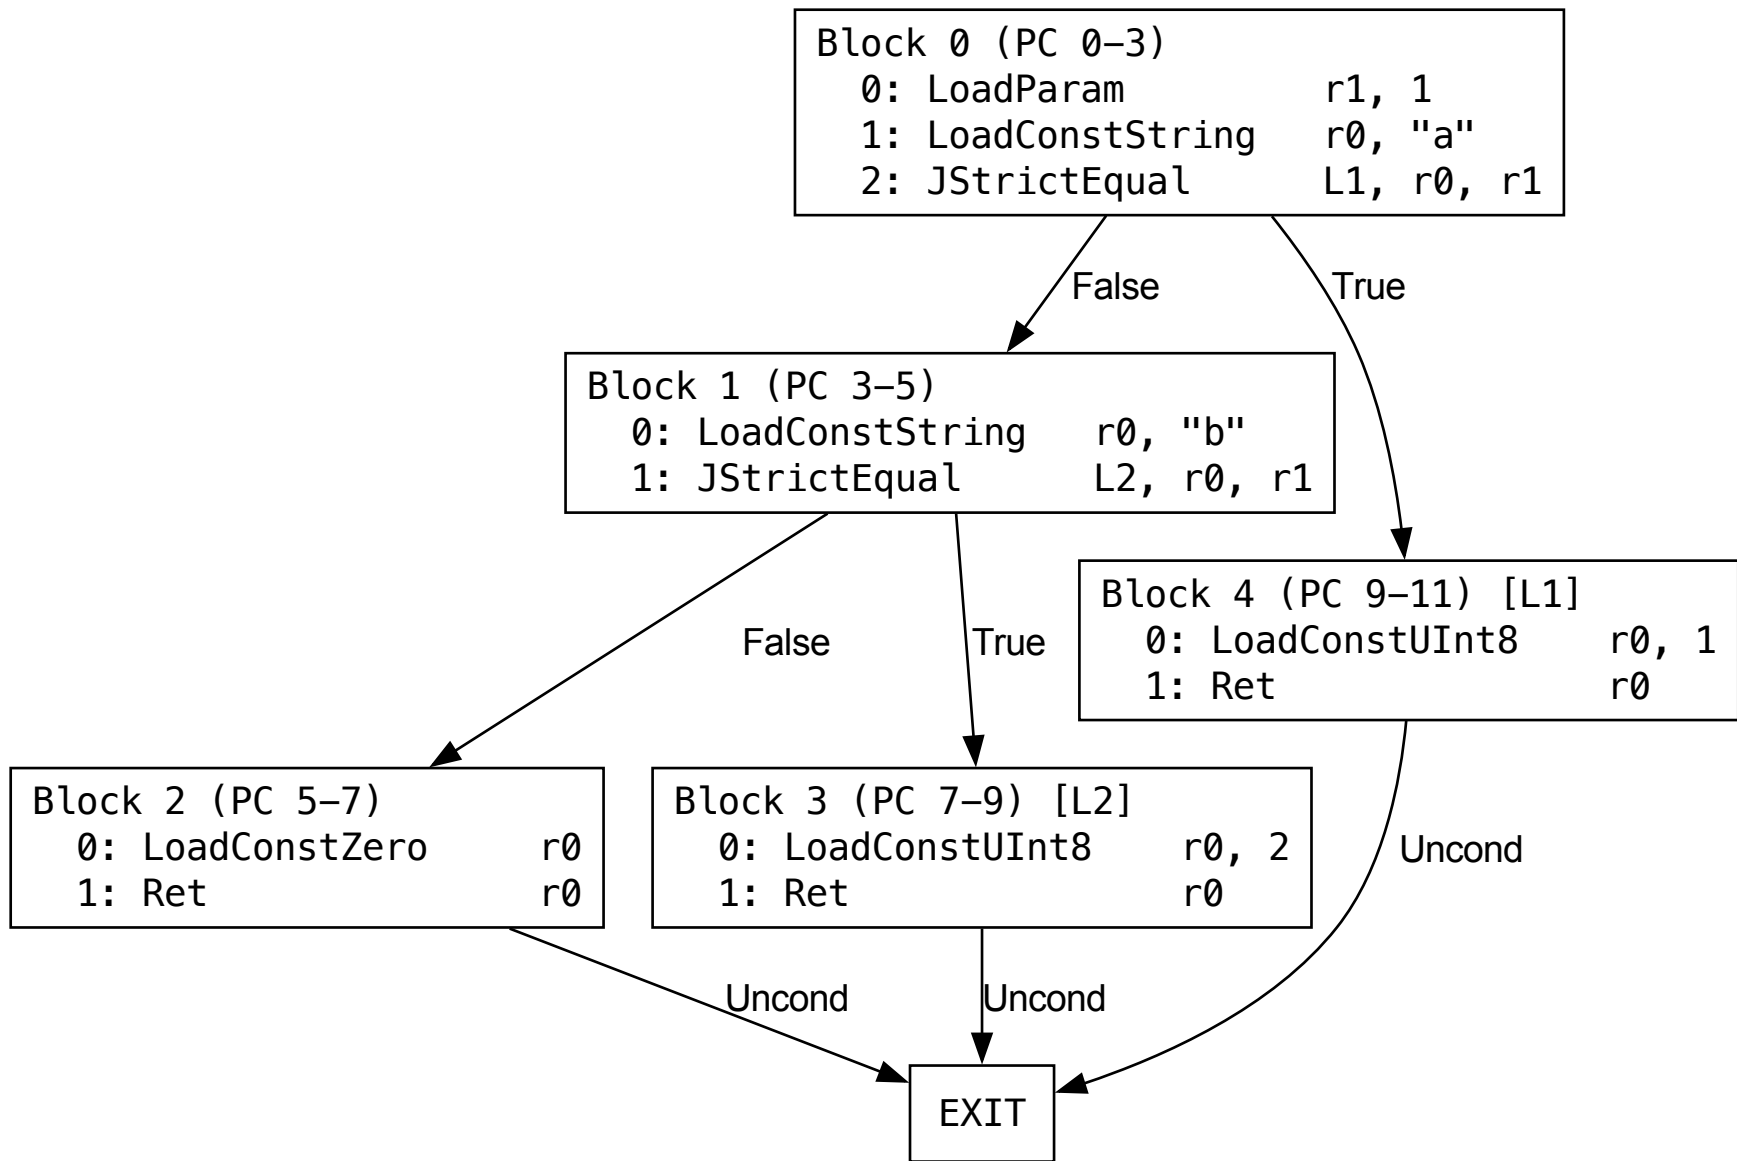 Block 0 (PC 0–3)
0: LoadParam r1, 1
1: LoadConstString r0, "a"
2: JStrictEqual L1, r0, r1
False
True
Block 1 (PC 3–5)
0: LoadConstString r0, "b"
1: JStrictEqual L2, r0, r1
Block 4 (PC 9–11) [L1]
0: LoadConstUInt8 r0, 1
1: Ret r0
False
True
Block 2 (PC 5–7)
0: LoadConstZero r0
1: Ret r0
Block 3 (PC 7–9) [L2]
0: LoadConstUInt8 r0, 2
1: Ret r0
Uncond
Uncond
Uncond
EXIT